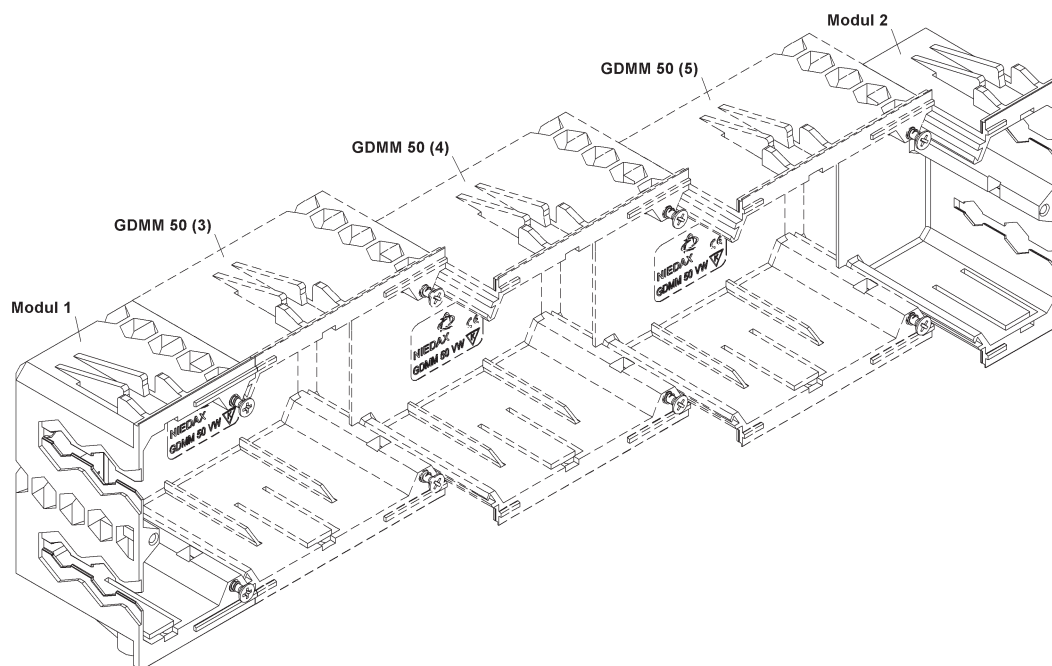 Modul 2
GDMM 50 (5)
GDMM 50 (4)
GDMM 50 (3)
Modul 1
NIEDAX
GDMM 50 VW
NIEDAX
GDMM 50 VW
NIEDAX
GDMM 50 VW